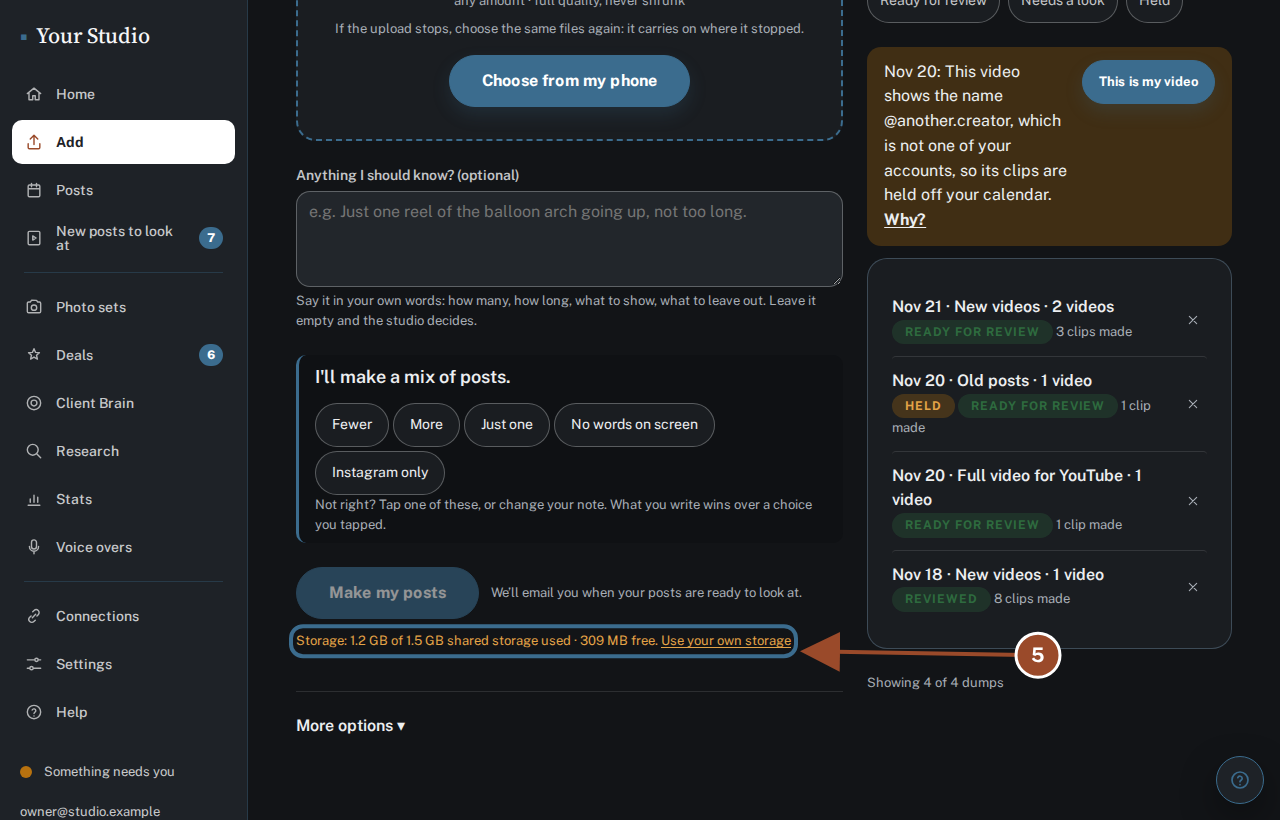 Your Studio
Home
Add
Posts
New posts to look
at
7
Photo sets
Deals
6
Client Brain
Research
Stats
Voice overs
Connections
Settings
Help
Something needs you
owner@studio.example
any amount · full quality, never shrunk
If the upload stops, choose the same files again: it carries on where it stopped.
Choose from my phone
Anything I should know? (optional)
e.g. Just one reel of the balloon arch going up, not too long.
Say it in your own words: how many, how long, what to show, what to leave out. Leave it
empty and the studio decides.
I'll make a mix of posts.
Fewer
More
Just one
No words on screen
Instagram only
Not right? Tap one of these, or change your note. What you write wins over a choice
you tapped.
Make my posts
We'll email you when your posts are ready to look at.
Storage: 1.2 GB of 1.5 GB shared storage used · 309 MB free. Use your own storage
5
More options ▾
Ready for review
Needs a look
Held
Nov 20: This video
shows the name
@another.creator, which
is not one of your
accounts, so its clips are
held off your calendar.
Why?
This is my video
Nov 21 · New videos · 2 videos
READY FOR REVIEW 3 clips made
Nov 20 · Old posts · 1 video
HELD READY FOR REVIEW 1 clip
made
Nov 20 · Full video for YouTube · 1
video
READY FOR REVIEW 1 clip made
Nov 18 · New videos · 1 video
REVIEWED 8 clips made
Showing 4 of 4 dumps